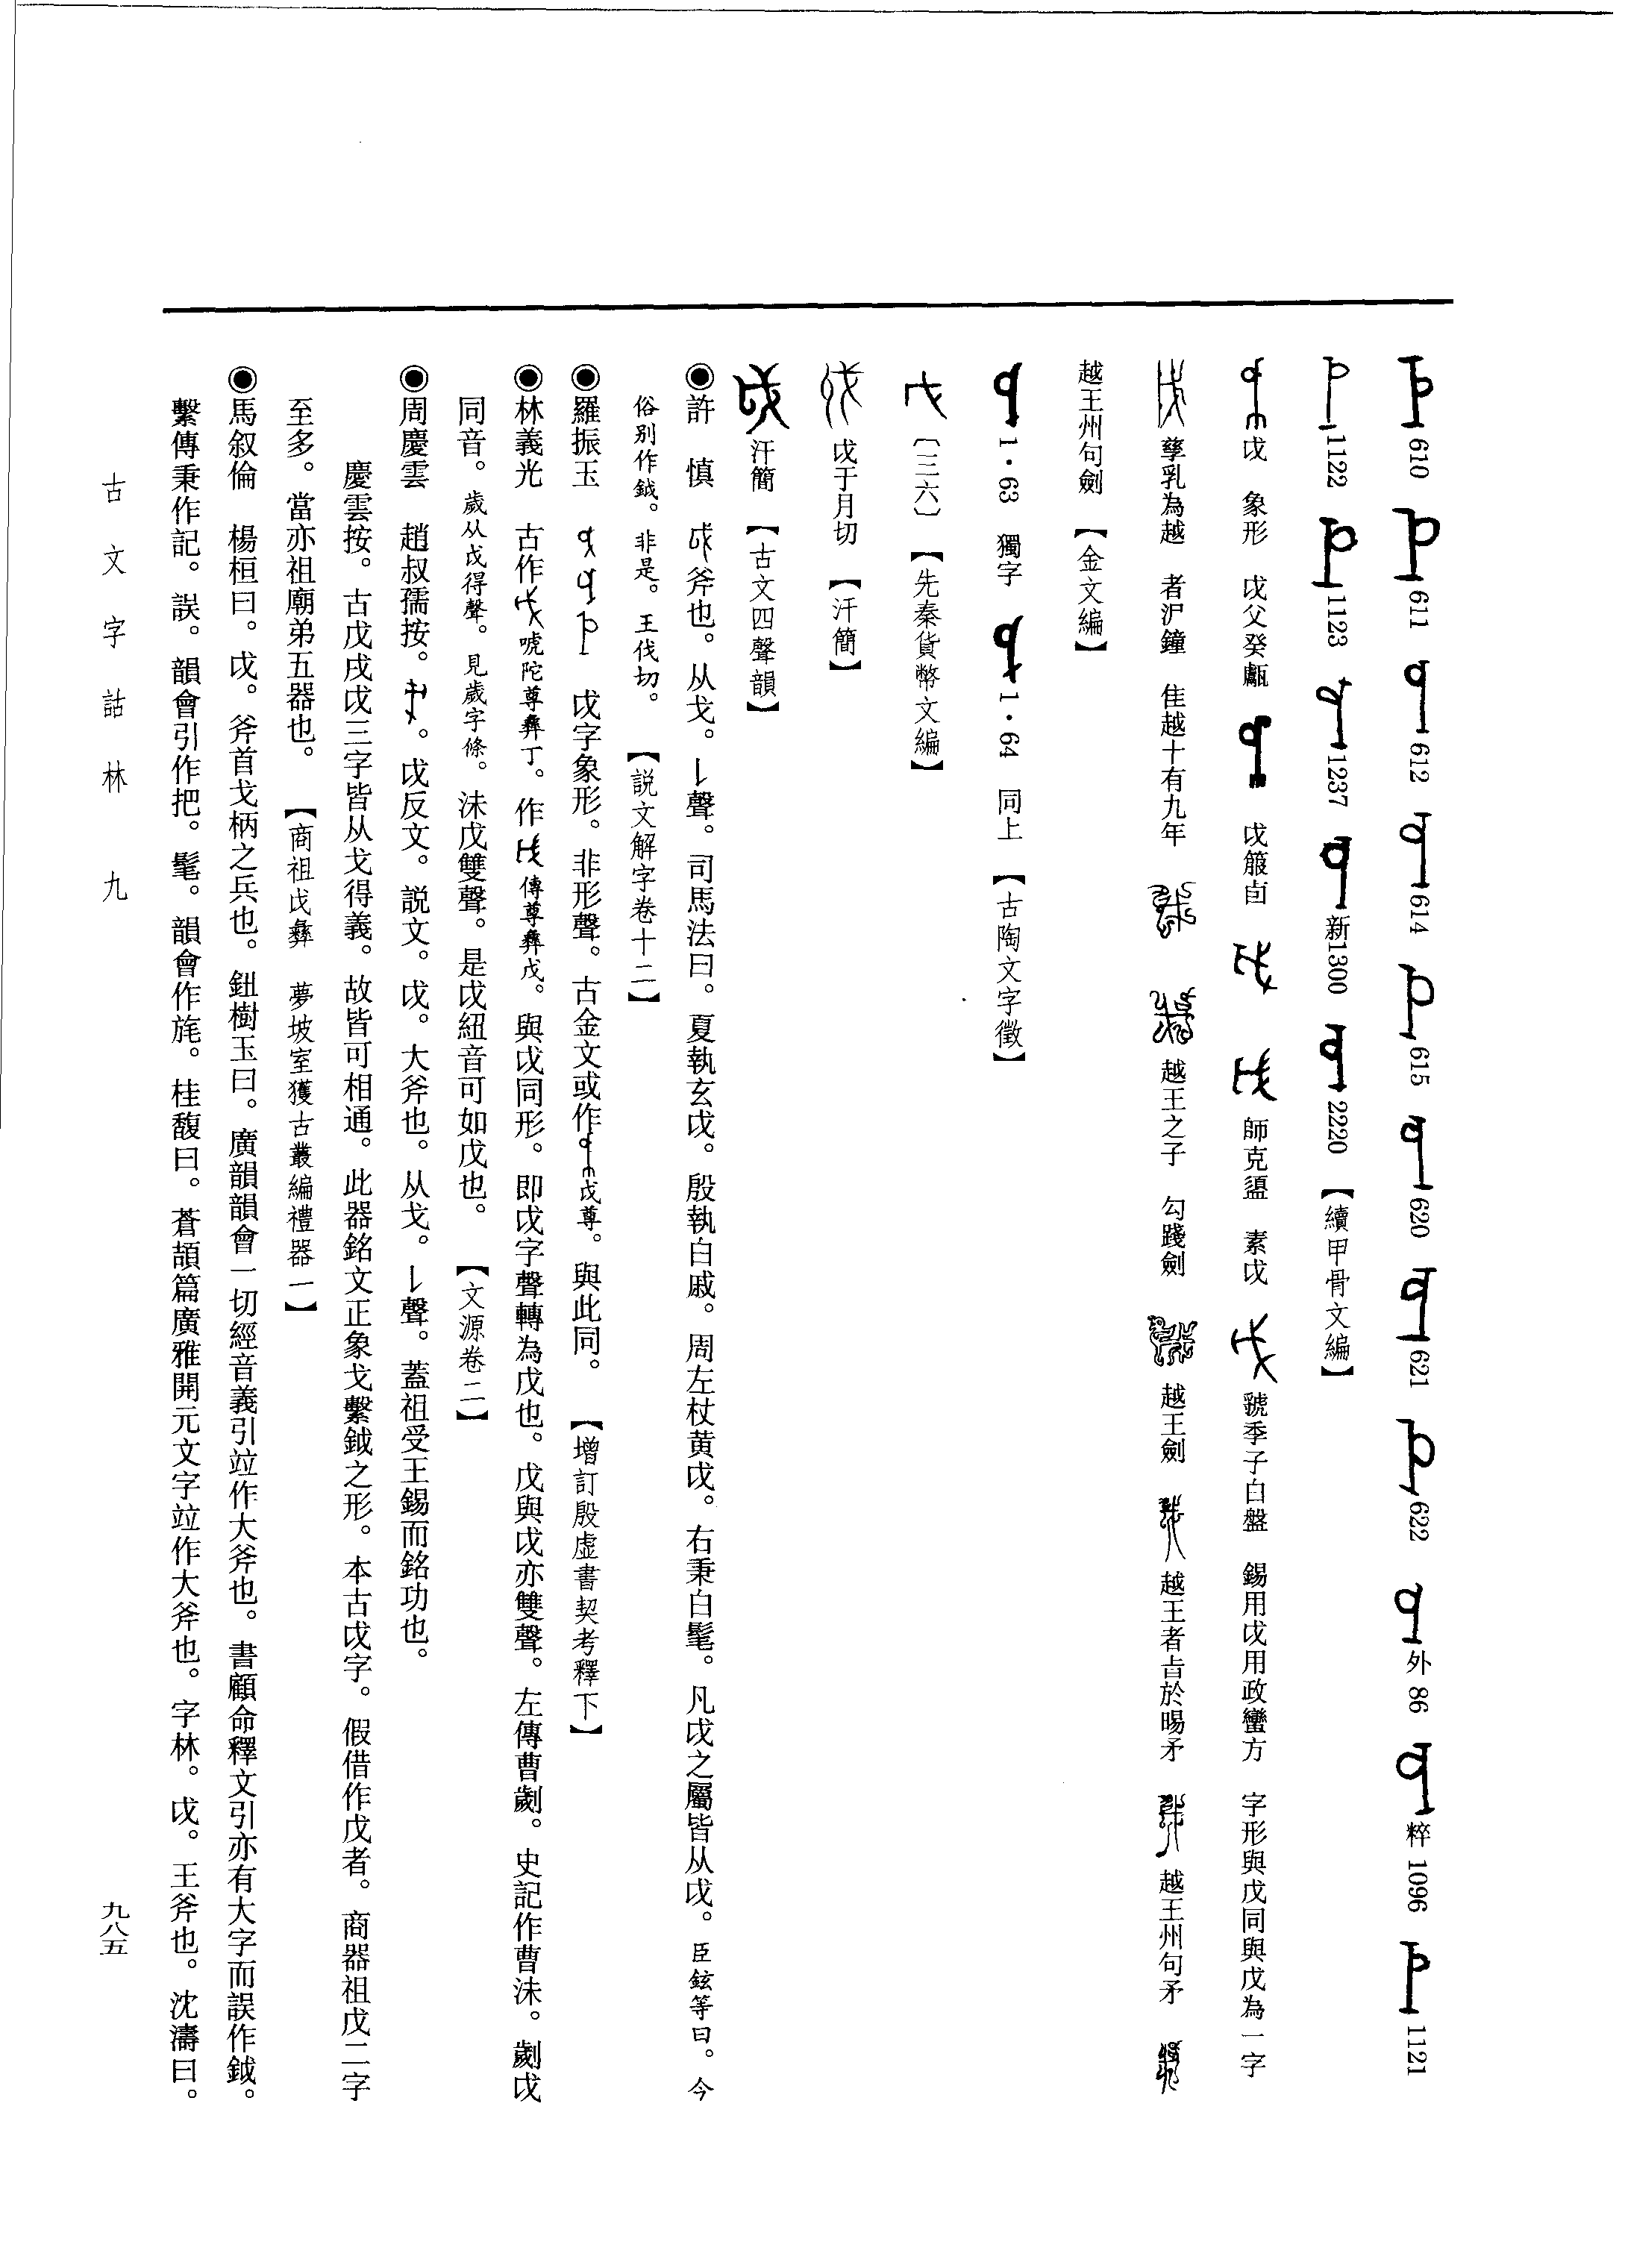 610 611 612 614 615 620 621 622 外86 粹1096 1121
1122 1123 1237 新1300 2220 【續甲骨文編】
戉 象形 戉父癸甗 戉箙卣 師克盨 素戉 虢季子白盤 錫用戉用政蠻方 字形與戊同與戉為一字
孳乳為越 者沪鐘 隹越十有九年 越王之子 勾踐劍 越王劍 越王者旨於賜矛 越王州句矛
越王州句劍 【金文編】
1·63 獨字 1·64 同上 【古陶文字徵】
〔三六〕 【先秦貨幣文編】
戉于月切 【汗簡】
汗簡 【古文四聲韻】
◉許 慎 戉斧也。从戈。𠄌聲。司馬法曰。夏執玄戉。殷執白戚。周左杖黄戉。右秉白髦。凡戉之屬皆从戉。臣鉉等曰。今
俗别作鉞。非是。王伐切。 【説文解字卷十二】
◉羅振玉 戉字象形。非形聲。古金文或作 戉尊。與此同。 【增訂殷虛書契考釋下】
◉林義光 古作 唬陀尊彝丁。作 傳尊彝戊。與戉同形。即戉字聲轉為戊也。戊與戉亦雙聲。左傳曹劌。史記作曹沬。劌戉
同音。歲从戉得聲。見歲字條。沬戊雙聲。是戉紐音可如戊也。 【文源卷二】
◉周慶雲 趙叔孺按。 。戉反文。説文。戉。大斧也。从戈。𠄌聲。蓋祖受王錫而銘功也。
慶雲按。古戊戌戉三字皆从戈得義。故皆可相通。此器銘文正象戈繫鉞之形。本古戉字。假借作戊者。商器祖戊二字
至多。當亦祖廟弟五器也。 【商祖戉彝 夢坡室獲古叢編禮器一】
◉馬叙倫 楊桓曰。戉。斧首戈柄之兵也。鈕樹玉曰。廣韻韻會一切經音義引竝作大斧也。書顧命釋文引亦有大字而誤作鉞。
繫傳秉作記。誤。韻會引作把。髦。韻會作旄。桂馥曰。蒼頡篇廣雅開元文字竝作大斧也。字林。戉。王斧也。沈濤曰。
古文字詁林 九
九八五